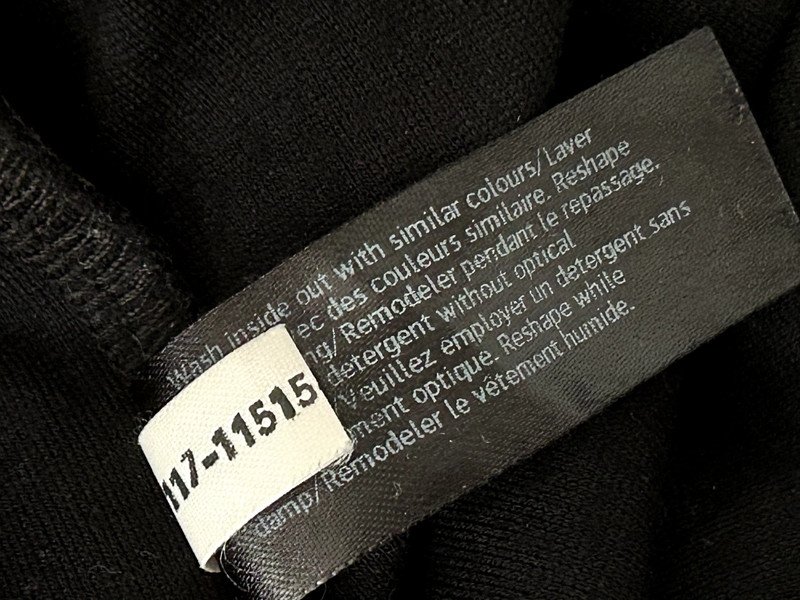 Wash inside out with similar colours/Laver
ec des couleurs similaire. Reshape
ng/Remodeler pendant le repassage.
detergent without optical
Veuillez employer un detergent sans
ment optique. Reshape while
damp/Remodeler le vêtement humide.
117-11515